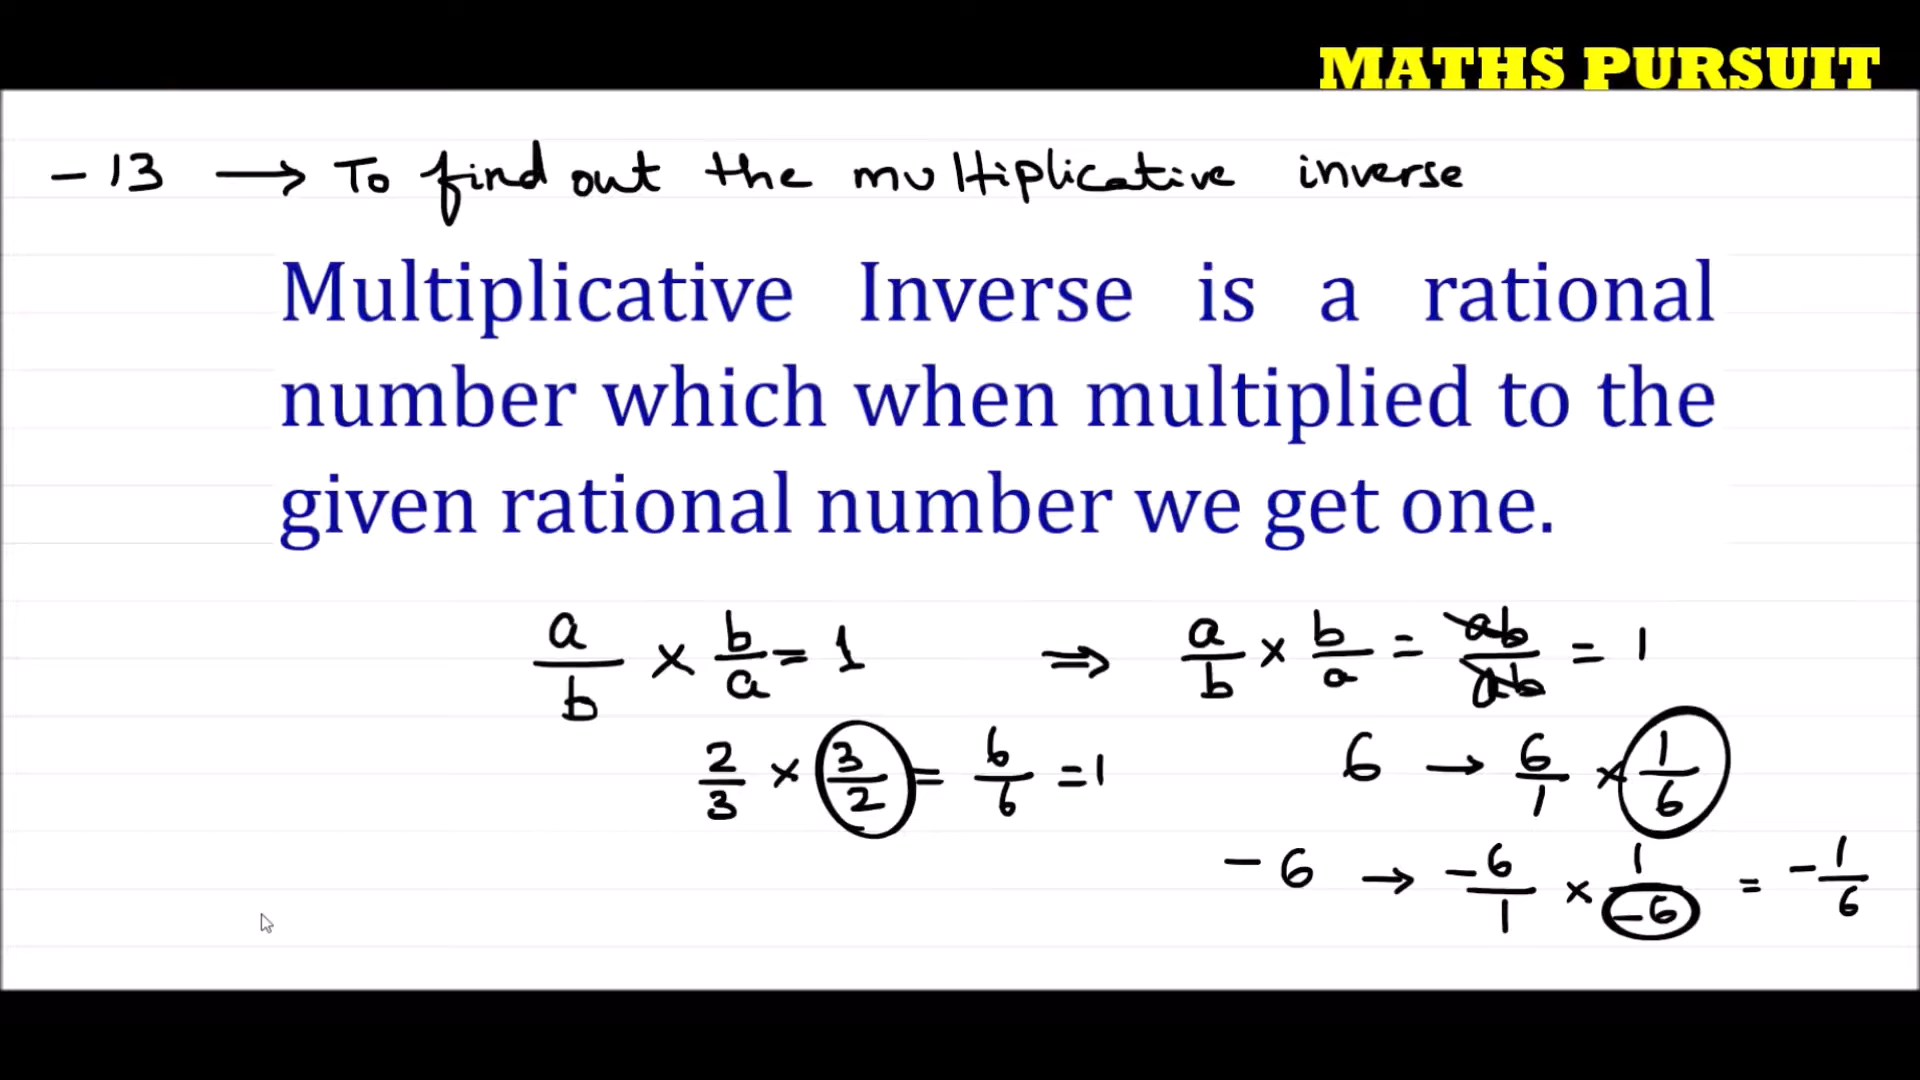 MATHS PURSUIT
-13 → To find out the multiplicative inverse
Multiplicative Inverse is a rational
number which when multiplied to the
given rational number we get one.
a/b × b/a = 1 ⇒ a/b × b/a = ab/ab = 1
2/3 × 3/2 = 6/6 = 1 6 → 6/1 × 1/6
-6 → -6/1 × 1/-6 = -1/6